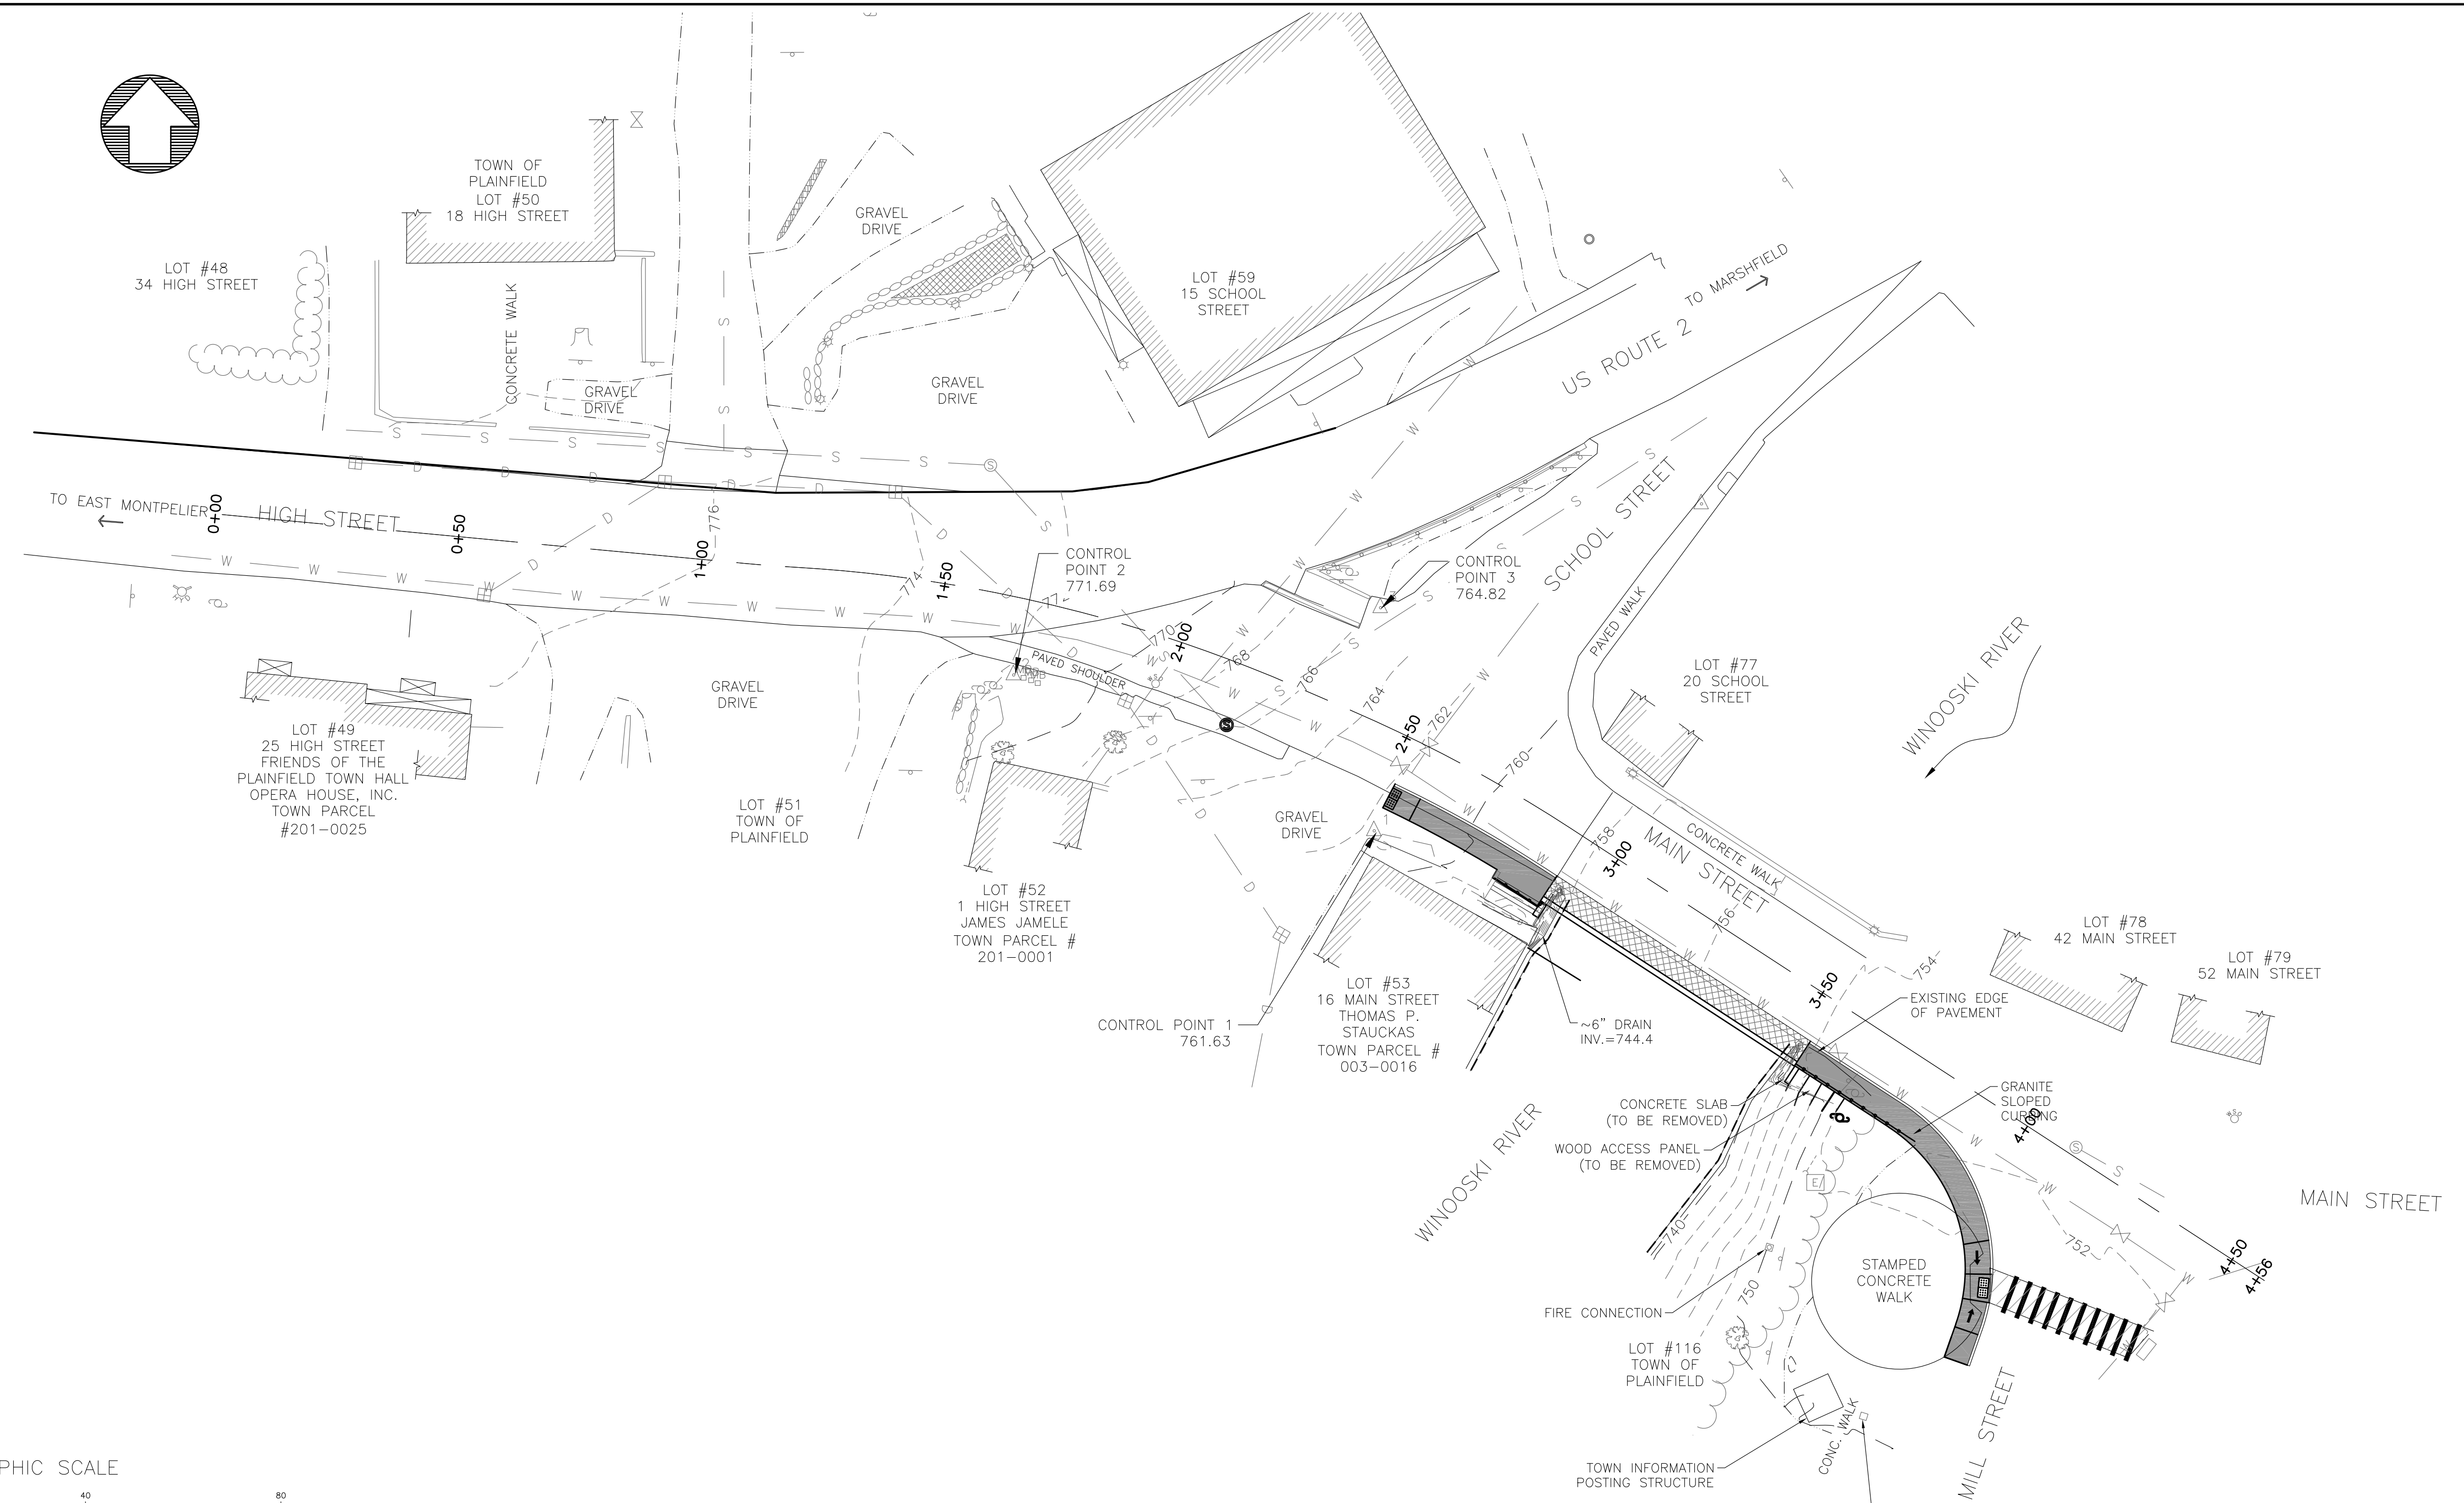 TOWN OF
PLAINFIELD
LOT #50
18 HIGH STREET
LOT #48
34 HIGH STREET
CONCRETE WALK
GRAVEL
DRIVE
GRAVEL
DRIVE
GRAVEL
DRIVE
LOT #59
15 SCHOOL
STREET
TO MARSHFIELD
US ROUTE 2
TO EAST MONTPELIER
HIGH STREET
0+00
0+50
1+00
1+50
2+00
2+50
3+00
3+50
4+00
4+50
4+56
776
774
770
768
766
764
762
760
758
756
754
752
750
740
CONTROL
POINT 2
771.69
CONTROL
POINT 3
764.82
SCHOOL STREET
PAVED WALK
PAVED SHOULDER
MB
LOT #77
20 SCHOOL
STREET
WINOOSKI RIVER
GRAVEL
DRIVE
LOT #49
25 HIGH STREET
FRIENDS OF THE
PLAINFIELD TOWN HALL
OPERA HOUSE, INC.
TOWN PARCEL
#201-0025
LOT #51
TOWN OF
PLAINFIELD
LOT #52
1 HIGH STREET
JAMES JAMELE
TOWN PARCEL #
201-0001
GRAVEL
DRIVE
1
CONTROL POINT 1
761.63
LOT #53
16 MAIN STREET
THOMAS P.
STAUCKAS
TOWN PARCEL #
003-0016
~6" DRAIN
INV.=744.4
MAIN STREET
CONCRETE WALK
LOT #78
42 MAIN STREET
LOT #79
52 MAIN STREET
EXISTING EDGE
OF PAVEMENT
GRANITE
SLOPED
CURBING
CONCRETE SLAB
(TO BE REMOVED)
WOOD ACCESS PANEL
(TO BE REMOVED)
WINOOSKI RIVER
E
MAIN STREET
STAMPED
CONCRETE
WALK
FIRE CONNECTION
LOT #116
TOWN OF
PLAINFIELD
CONC. WALK
TOWN INFORMATION
POSTING STRUCTURE
MILL STREET
PHIC SCALE
40 80